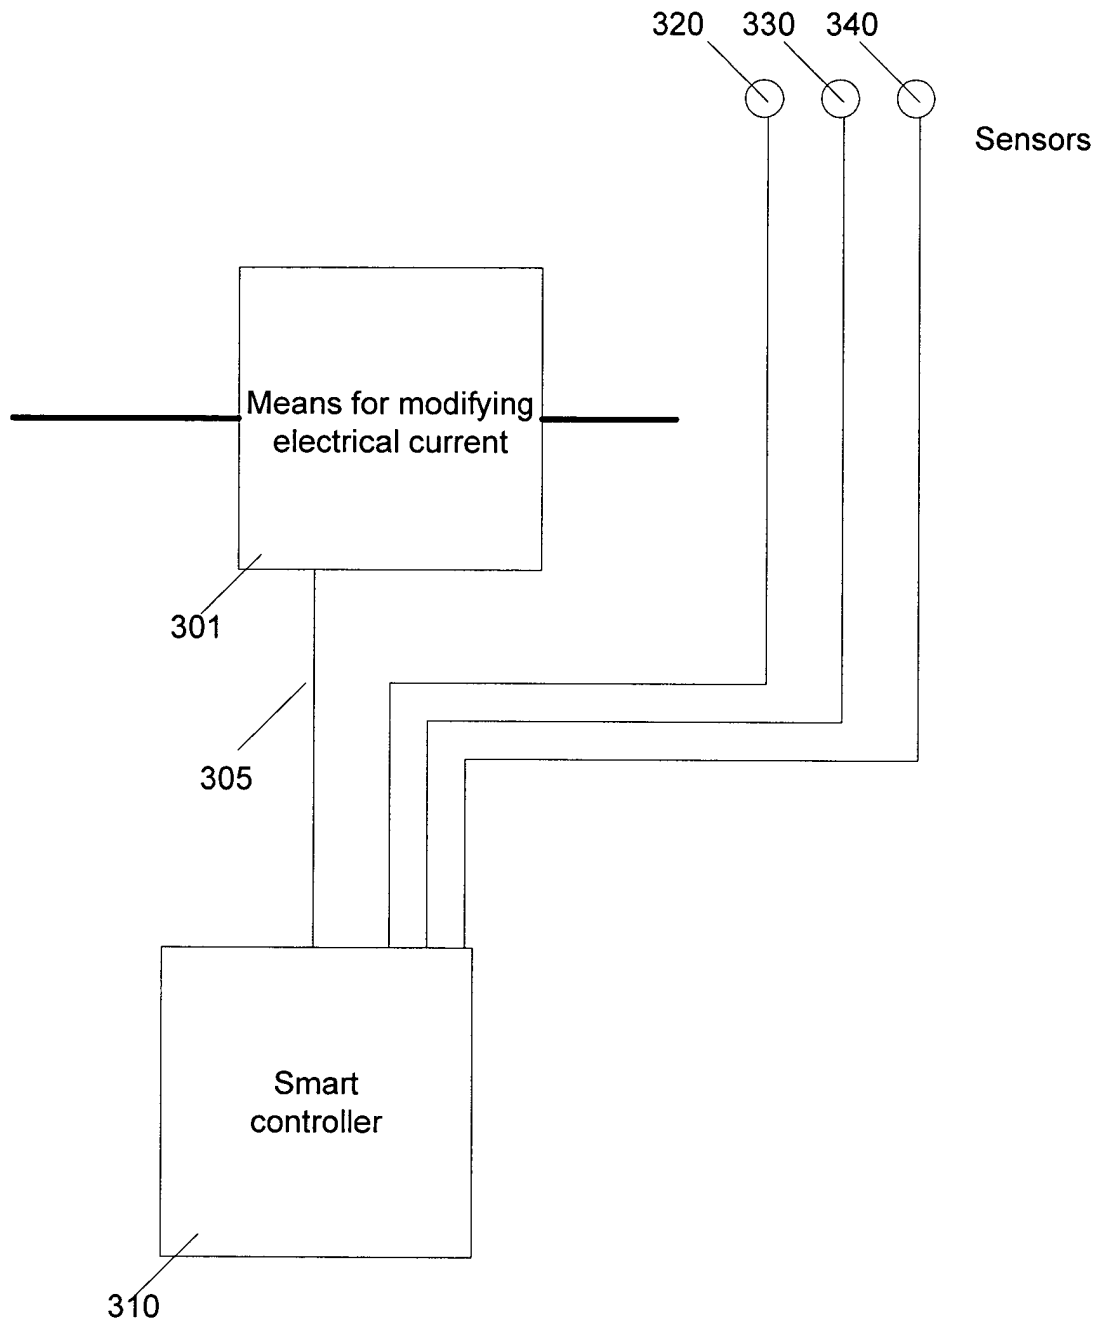 320 330 340
Sensors
Means for modifying
electrical current
301
305
Smart
controller
310